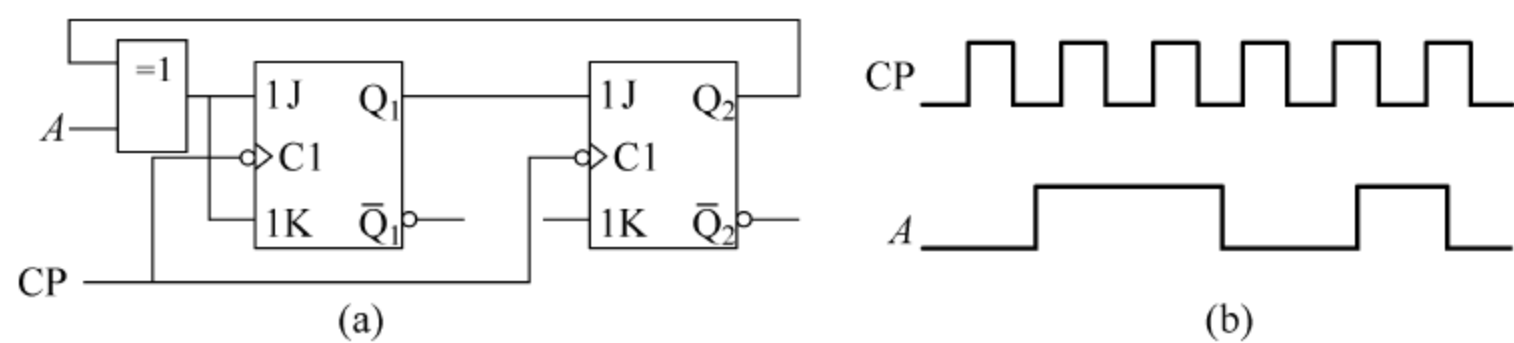 =1
A
1J Q₁
C1
1K Q̅₁
CP
1J Q₂
C1
1K Q̅₂
(a)
CP
A
(b)